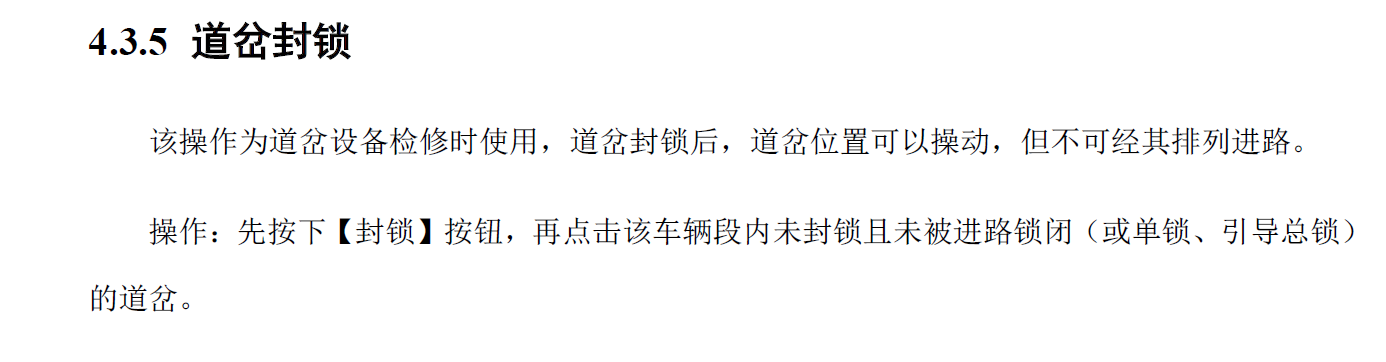 4.3.5 道岔封锁
该操作为道岔设备检修时使用，道岔封锁后，道岔位置可以操动，但不可经其排列进路。
操作：先按下【封锁】按钮，再点击该车辆段内未封锁且未被进路锁闭（或单锁、引导总锁）
的道岔。